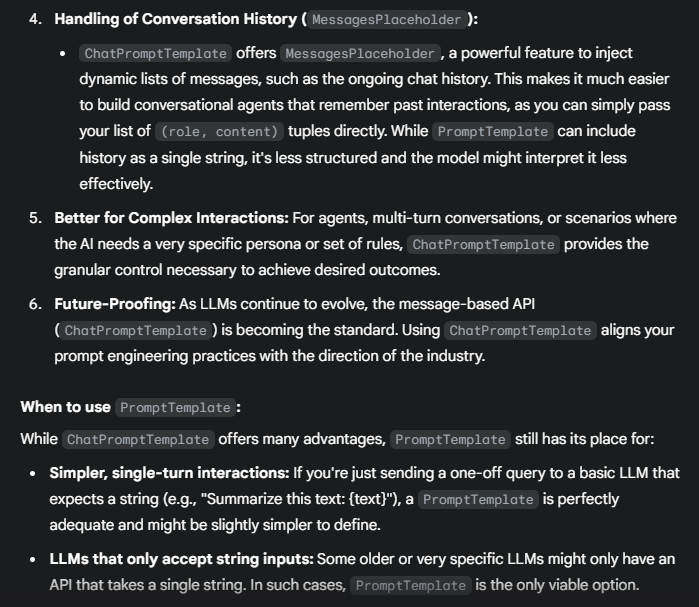 4. Handling of Conversation History (MessagesPlaceholder):
• ChatPromptTemplate offers MessagesPlaceholder, a powerful feature to inject
dynamic lists of messages, such as the ongoing chat history. This makes it much easier
to build conversational agents that remember past interactions, as you can simply pass
your list of (role, content) tuples directly. While PromptTemplate can include
history as a single string, it's less structured and the model might interpret it less
effectively.
5. Better for Complex Interactions: For agents, multi-turn conversations, or scenarios where
the AI needs a very specific persona or set of rules, ChatPromptTemplate provides the
granular control necessary to achieve desired outcomes.
6. Future-Proofing: As LLMs continue to evolve, the message-based API
(ChatPromptTemplate) is becoming the standard. Using ChatPromptTemplate aligns your
prompt engineering practices with the direction of the industry.
When to use PromptTemplate:
While ChatPromptTemplate offers many advantages, PromptTemplate still has its place for:
• Simpler, single-turn interactions: If you're just sending a one-off query to a basic LLM that
expects a string (e.g., "Summarize this text: {text}"), a PromptTemplate is perfectly
adequate and might be slightly simpler to define.
• LLMs that only accept string inputs: Some older or very specific LLMs might only have an
API that takes a single string. In such cases, PromptTemplate is the only viable option.